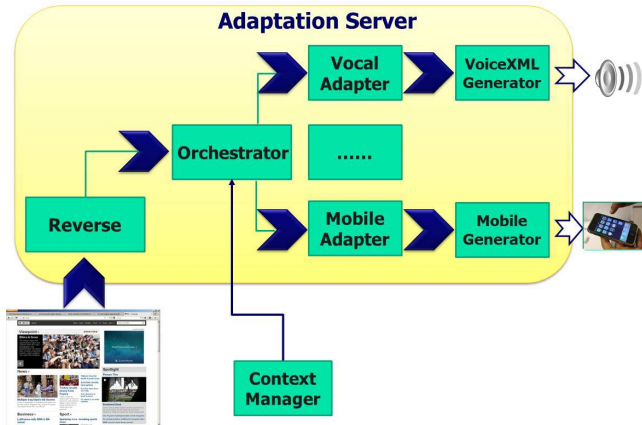 Adaptation Server
Vocal
Adapter
VoiceXML
Generator
Orchestrator
......
Reverse
Mobile
Adapter
Mobile
Generator
Context
Manager
Viewpoint
News
Business
Sport
Spotlight